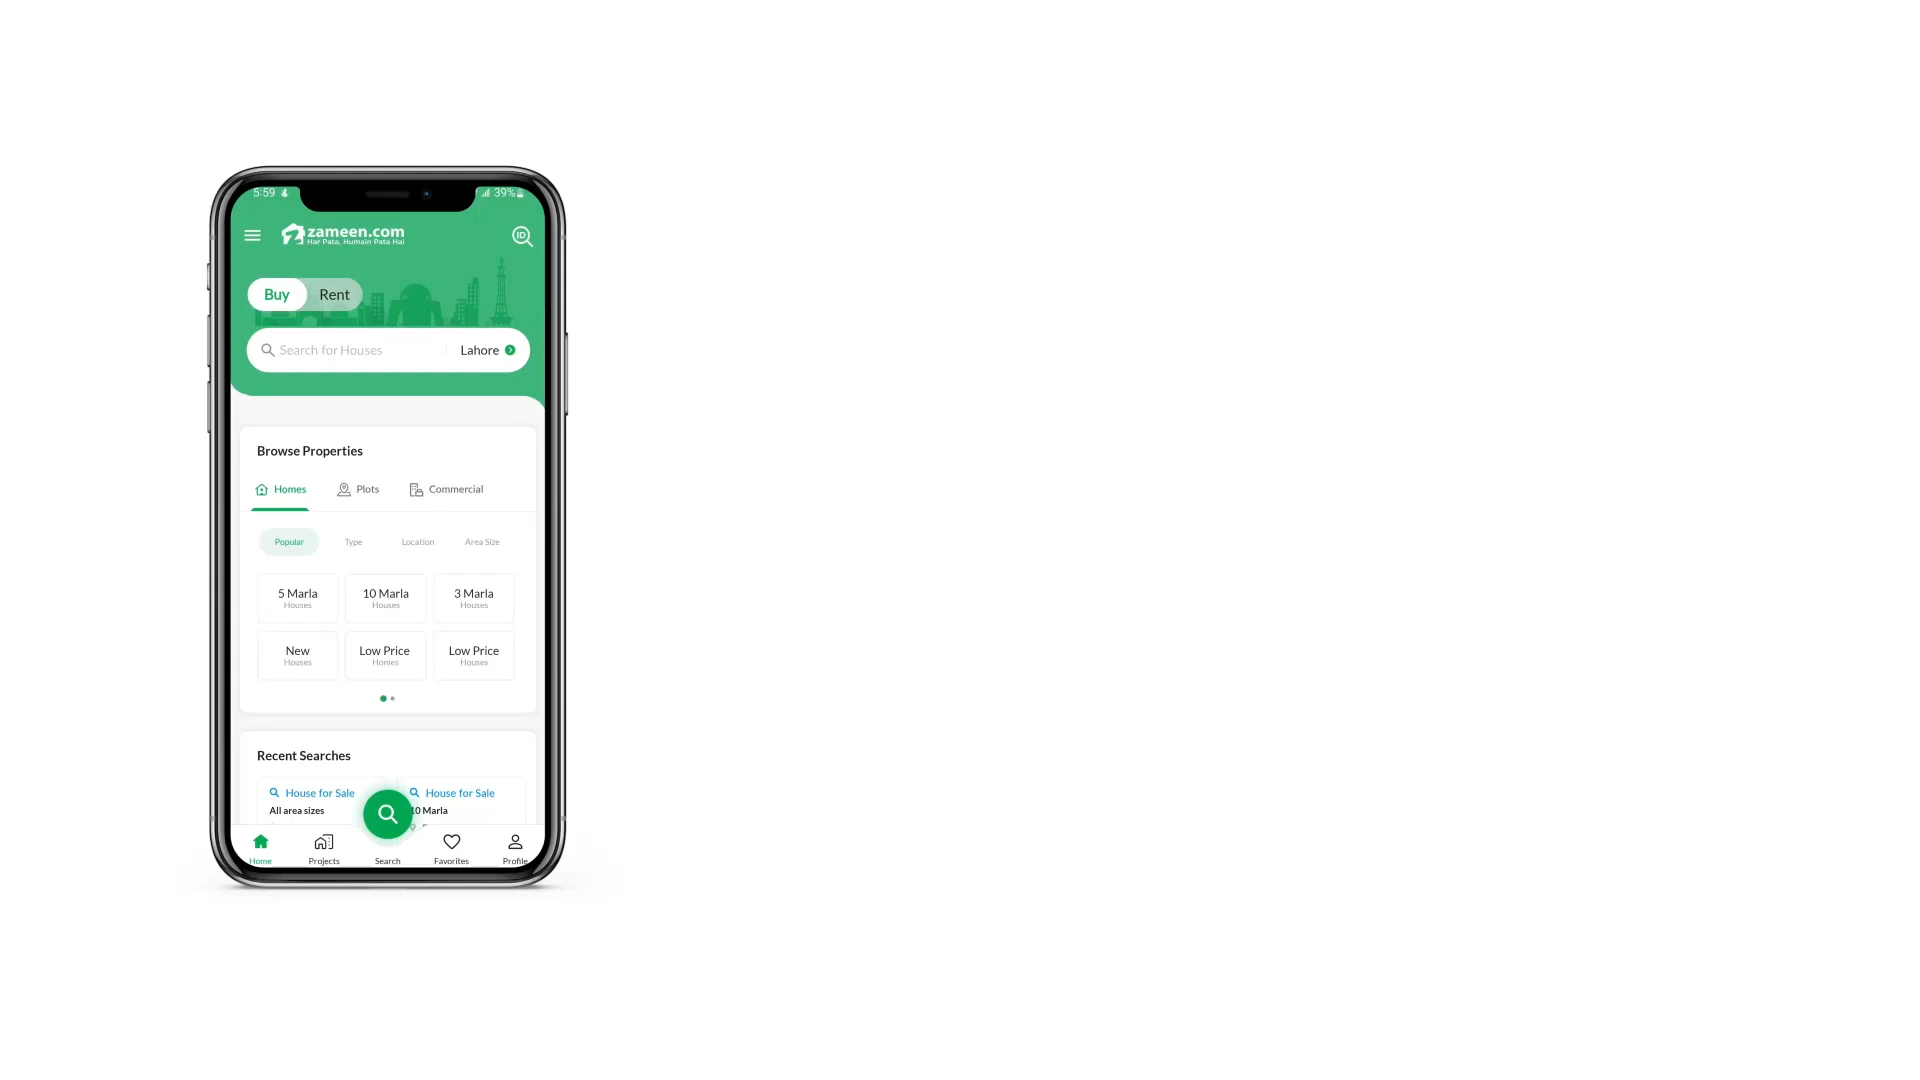 5:59 39%
zameen.com
Har Pata, Humain Pata Hai
ID
Buy Rent
Search for Houses Lahore
Browse Properties
Homes Plots Commercial
Popular Type Location Area Size
5 Marla 10 Marla 3 Marla
Houses Houses Houses
New Low Price Low Price
Houses Homes Houses
Recent Searches
House for Sale House for Sale
All area sizes 10 Marla
Home Projects Search Favorites Profile